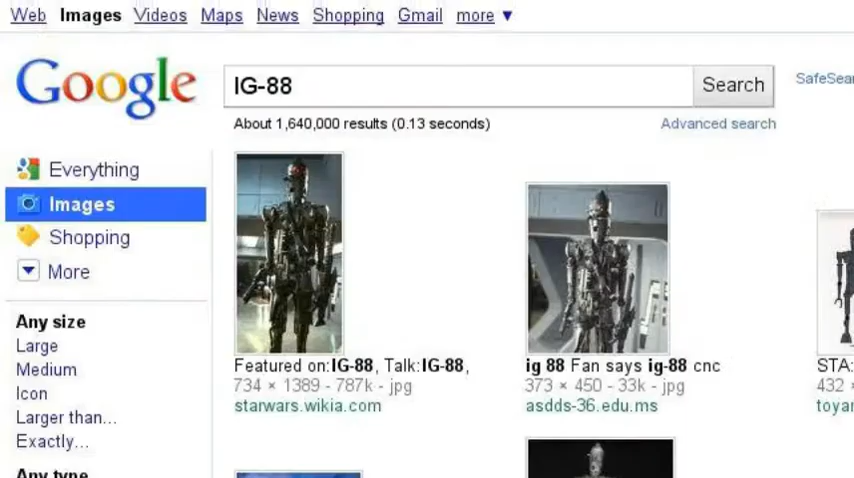 Web Images Videos Maps News Shopping Gmail more ▼
Google
IG-88
Search
SafeSear
About 1,640,000 results (0.13 seconds)
Advanced search
Everything
Images
Shopping
More
Any size
Large
Medium
Icon
Larger than...
Exactly...
Any type
Featured on:IG-88, Talk:IG-88,
734 × 1389 - 787k - jpg
starwars.wikia.com
ig 88 Fan says ig-88 cnc
373 × 450 - 33k - jpg
asdds-36.edu.ms
STA:
432 ×
toyar